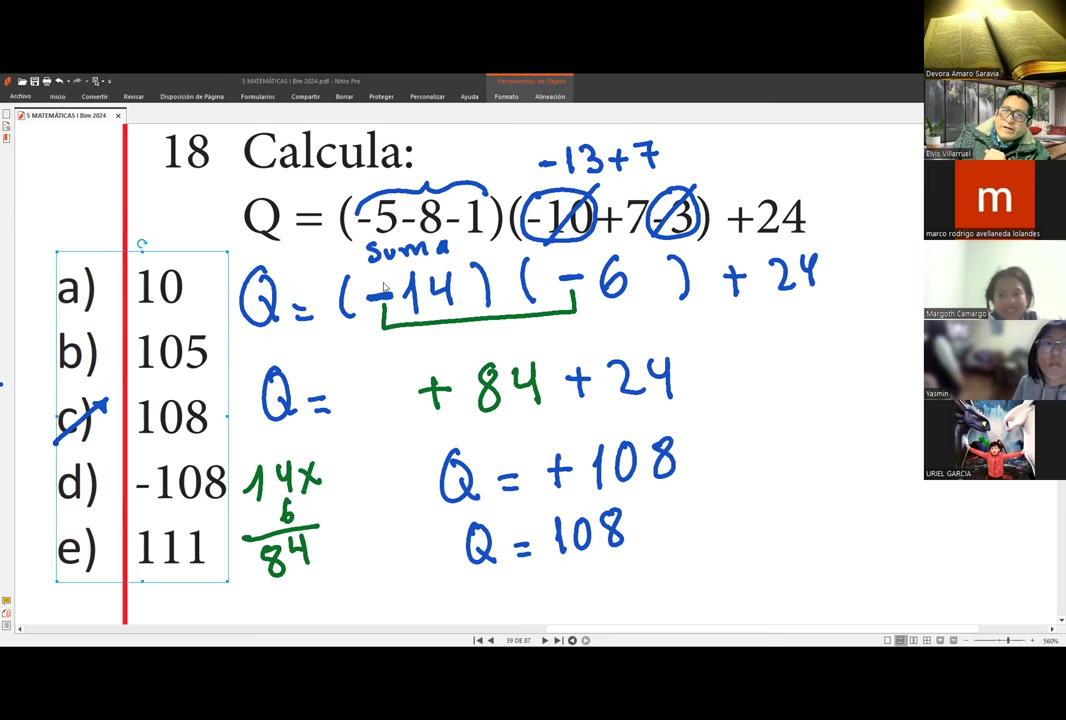 5 MATEMÁTICAS I Bim 2024.pdf - Nitro Pro
Herramientas de Objeto
Archivo Inicio Convertir Revisar Disposición de Página Formularios Compartir Borrar Proteger Personalizar Ayuda Formato Alineación
5 MATEMÁTICAS I Bim 2024 ×
18 Calcula:
-13+7
Q = (-5-8-1)(-10+7-3) +24
suma
a) 10
Q = (-14) (-6) + 24
b) 105
Q = + 84 + 24
c) 108
Q = +108
d) -108
14x
6
84
Q = 108
e) 111
39 DE 87
560%
Devora Amaro Saravia
Elvis Villarruel
m
marco rodrigo avellaneda lolandes
Margoth Camargo
Yasmin
URIEL GARCIA